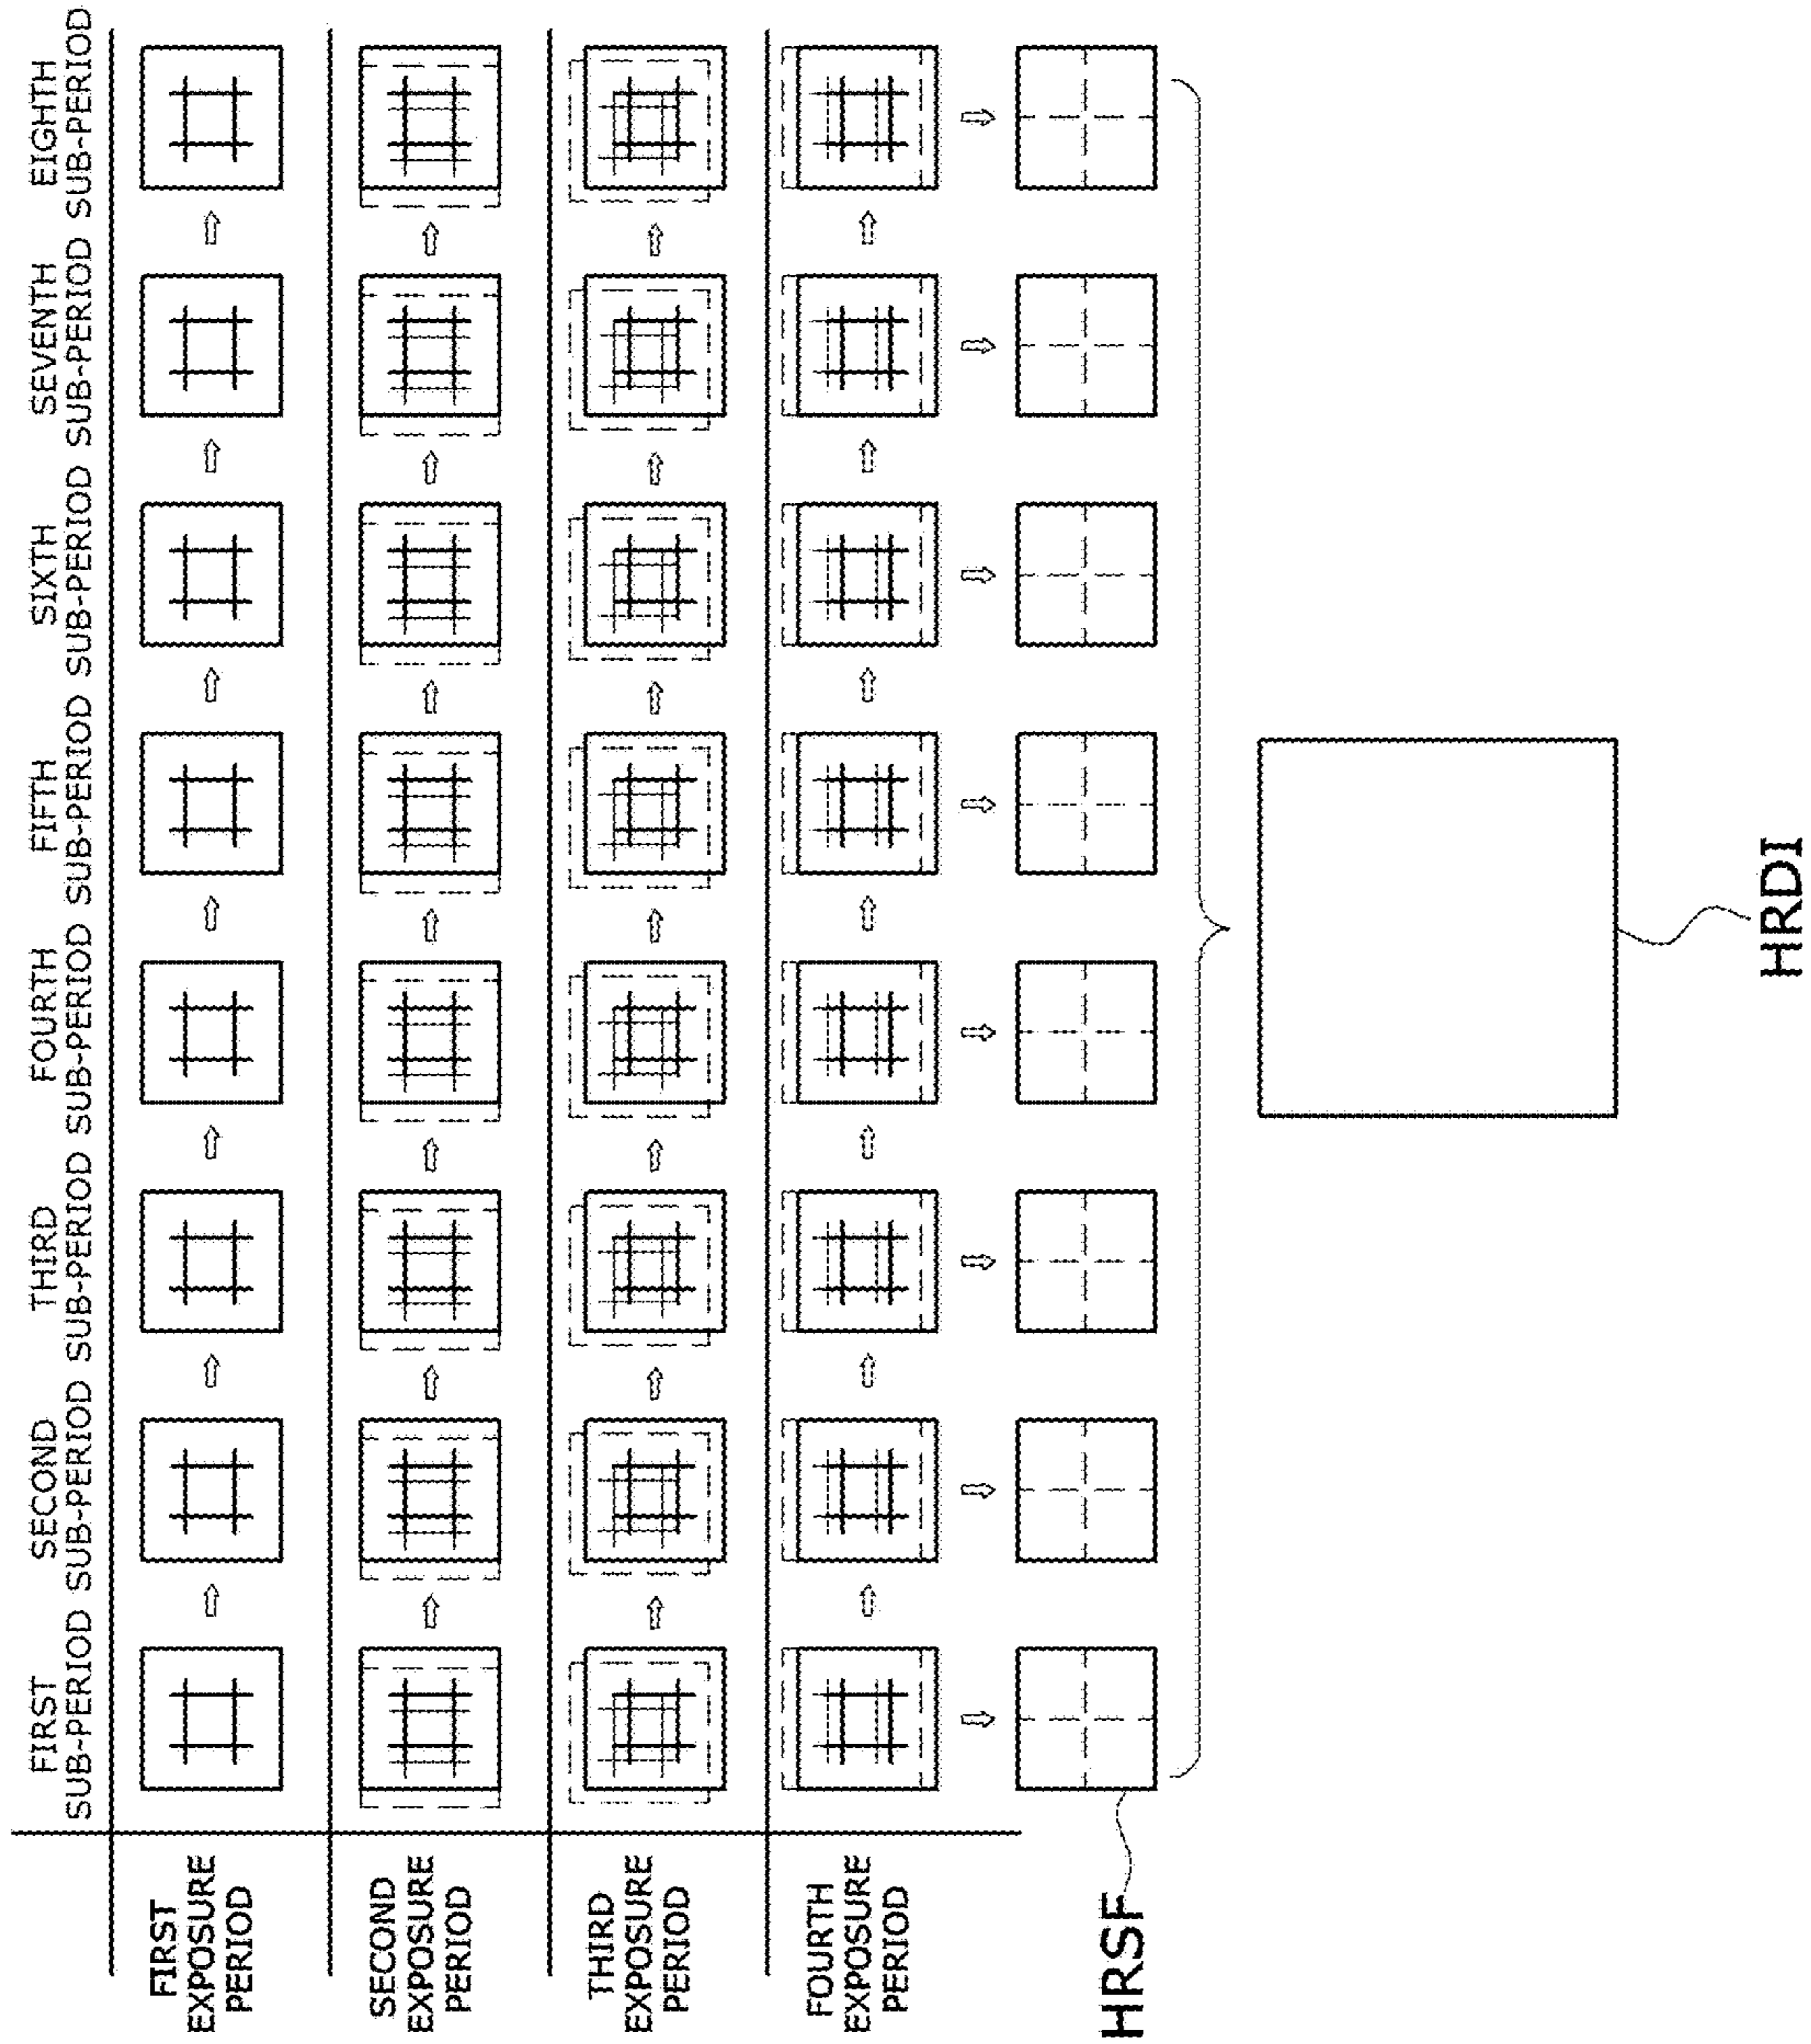 FIRST
SUB-PERIOD
SECOND
SUB-PERIOD
THIRD
SUB-PERIOD
FOURTH
SUB-PERIOD
FIFTH
SUB-PERIOD
SIXTH
SUB-PERIOD
SEVENTH
SUB-PERIOD
EIGHTH
SUB-PERIOD
FIRST
EXPOSURE
PERIOD
SECOND
EXPOSURE
PERIOD
THIRD
EXPOSURE
PERIOD
FOURTH
EXPOSURE
PERIOD
HRSF
HRDI